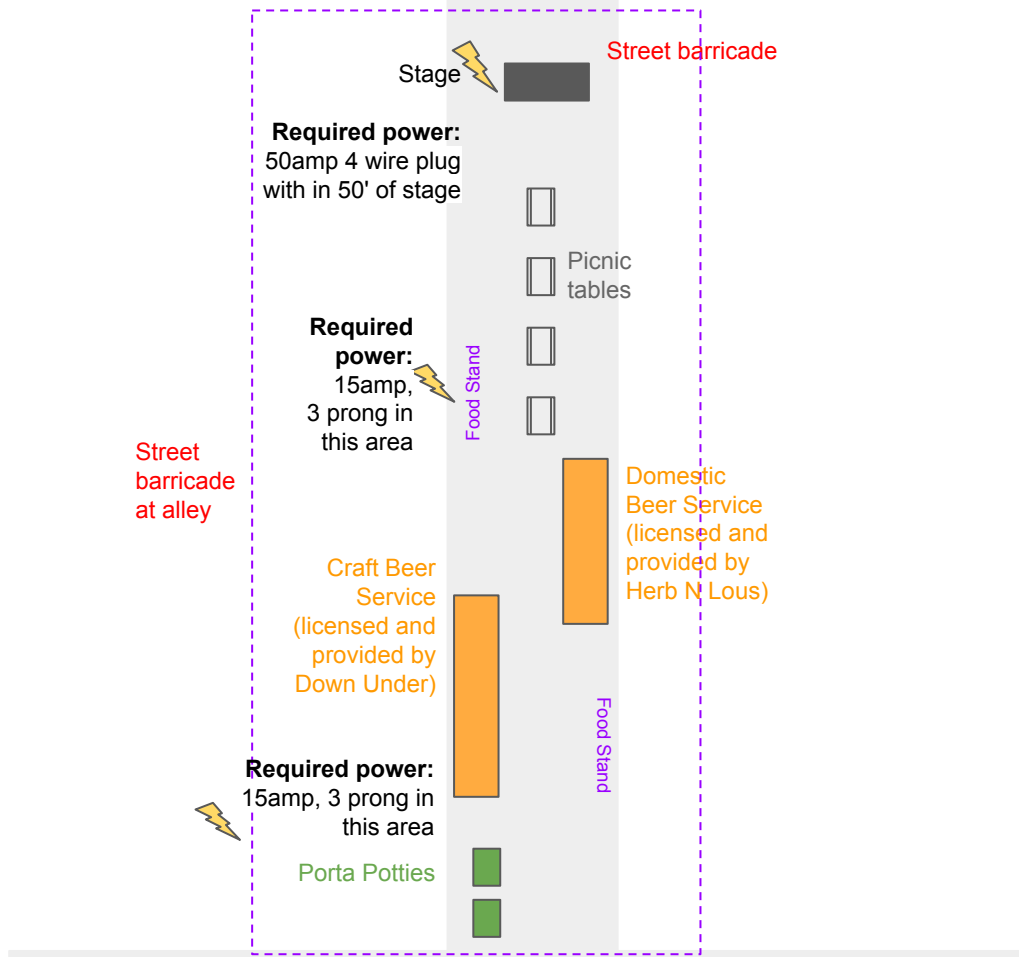 Street barricade
Stage
Required power:
50amp 4 wire plug
with in 50' of stage
Picnic
tables
Required
power:
15amp,
3 prong in
this area
Food Stand
Street
barricade
at alley
Domestic
Beer Service
(licensed and
provided by
Herb N Lous)
Craft Beer
Service
(licensed and
provided by
Down Under)
Food Stand
Required power:
15amp, 3 prong in
this area
Porta Potties